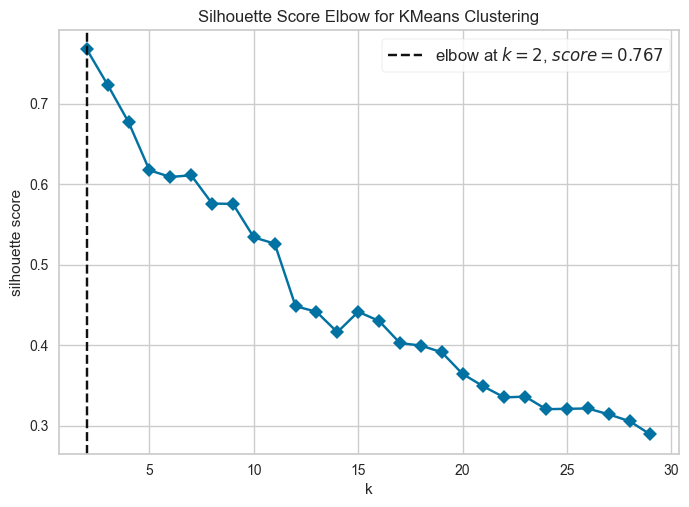 Silhouette Score Elbow for KMeans Clustering
elbow at k = 2, score = 0.767
silhouette score
0.7
0.6
0.5
0.4
0.3
5
10
15
20
25
30
k